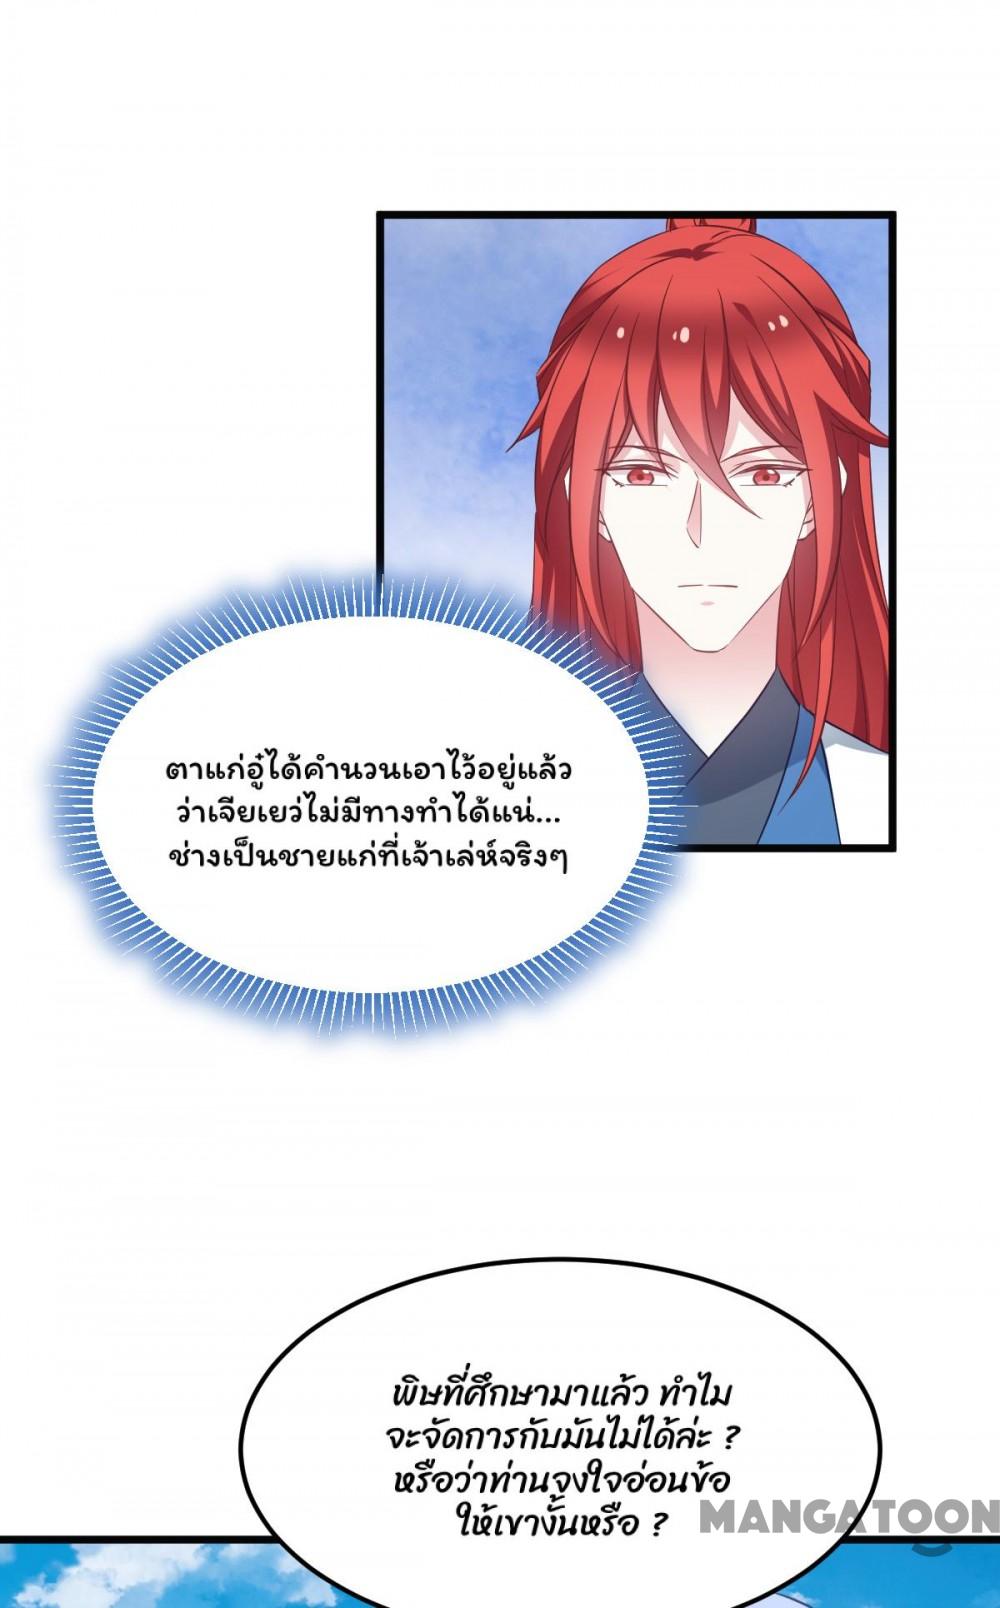 ตาแก่อู๋ได้คำนวนเอาไว้อยู่แล้ว
ว่าเจียเยว่ไม่มีทางทำได้แน่...
ช่างเป็นชายแก่ที่เจ้าเล่ห์จริงๆ
พิษที่ศึกษามาแล้ว ทำไม
จะจัดการกับมันไม่ได้ล่ะ ?
หรือว่าท่านจงใจอ่อนข้อ
ให้เขางั้นหรือ ?
MANGATOON